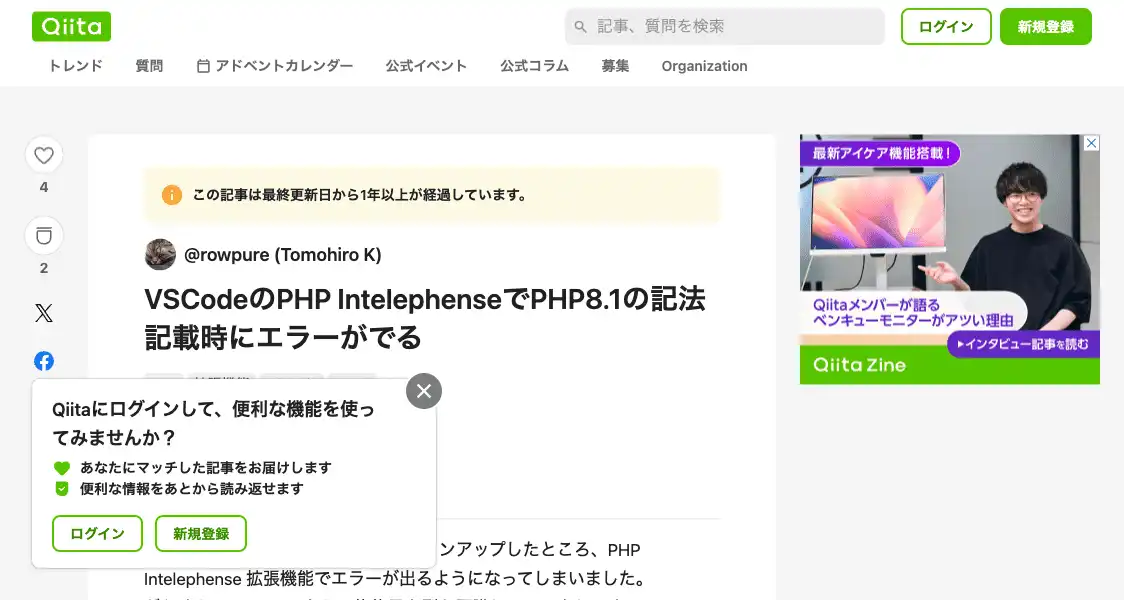 Qiita
記事、質問を検索
ログイン
新規登録
トレンド
質問
アドベントカレンダー
公式イベント
公式コラム
募集
Organization
4
2
この記事は最終更新日から1年以上が経過しています。
@rowpure (Tomohiro K)
VSCodeのPHP IntelephenseでPHP8.1の記法
記載時にエラーがでる
Qiitaにログインして、便利な機能を使っ
てみませんか？
あなたにマッチした記事をお届けします
便利な情報をあとから読み返せます
ログイン
新規登録
ンアップしたところ、PHP
Intelephense 拡張機能でエラーが出るようになってしまいました。
最新アイケア機能搭載！
Qiitaメンバーが語る
ベンキューモニターがアツい理由
インタビュー記事を読む
Qiita Zine